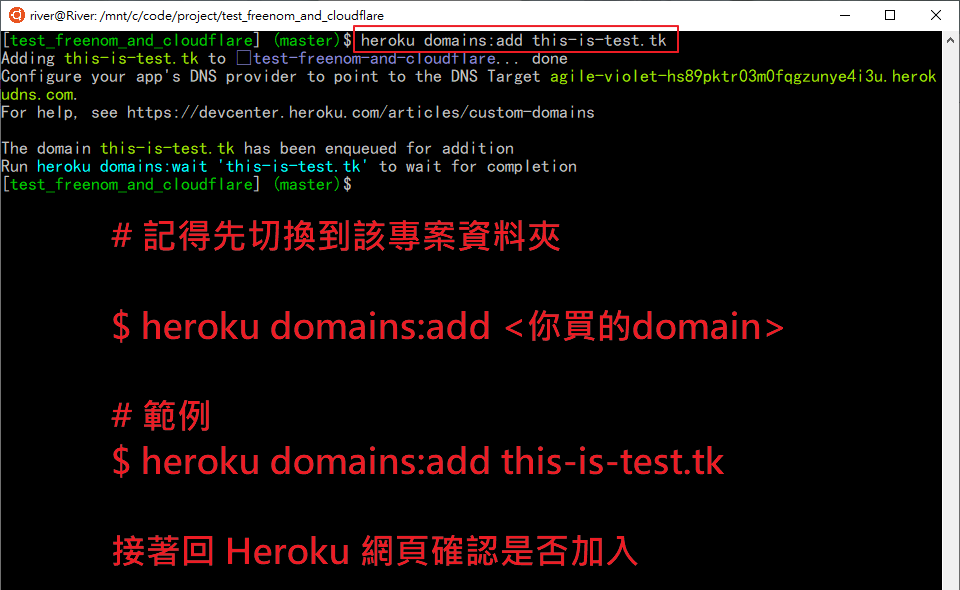 river@River: /mnt/c/code/project/test_freenom_and_cloudflare
[test_freenom_and_cloudflare] (master)$ heroku domains:add this-is-test.tk
Adding this-is-test.tk to test-freenom-and-cloudflare... done
Configure your app's DNS provider to point to the DNS Target agile-violet-hs89pktr03m0fqgzunye4i3u.herok
udns.com.
For help, see https://devcenter.heroku.com/articles/custom-domains
The domain this-is-test.tk has been enqueued for addition
Run heroku domains:wait 'this-is-test.tk' to wait for completion
[test_freenom_and_cloudflare] (master)$
# 記得先切換到該專案資料夾
$ heroku domains:add <你買的domain>
# 範例
$ heroku domains:add this-is-test.tk
接著回 Heroku 網頁確認是否加入